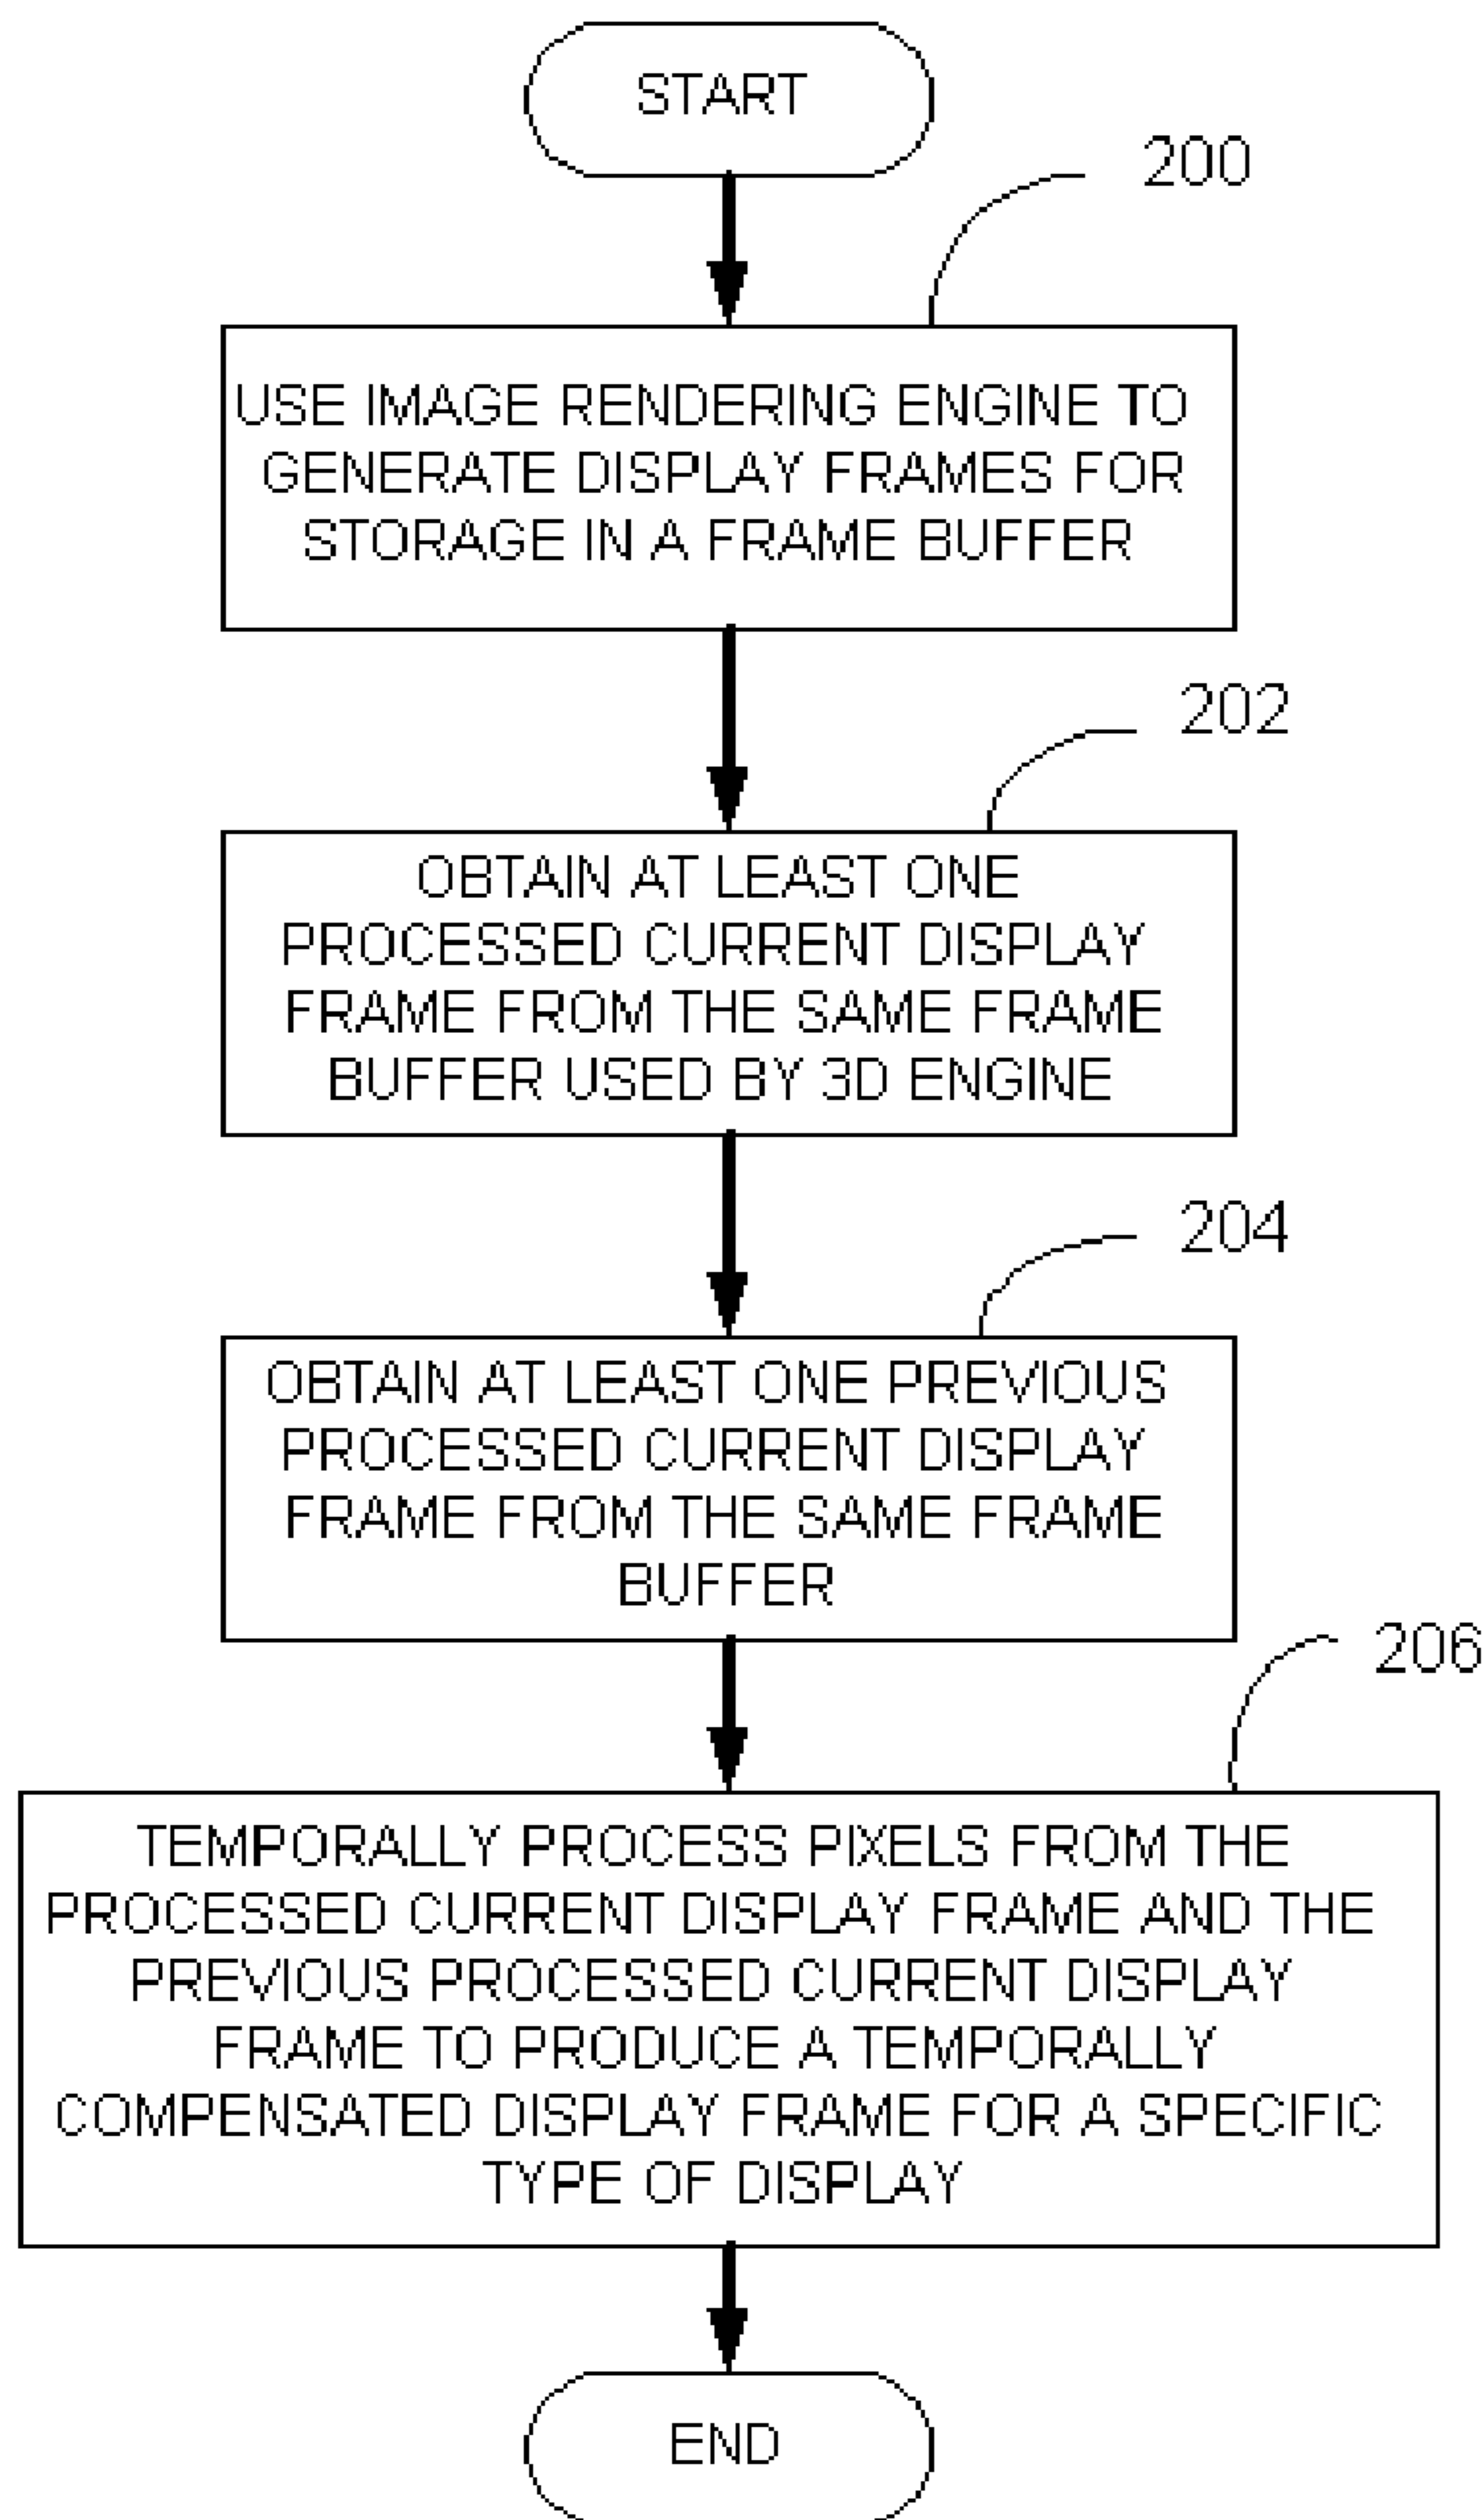 START
200
USE IMAGE RENDERING ENGINE TO
GENERATE DISPLAY FRAMES FOR
STORAGE IN A FRAME BUFFER
202
OBTAIN AT LEAST ONE
PROCESSED CURRENT DISPLAY
FRAME FROM THE SAME FRAME
BUFFER USED BY 3D ENGINE
204
OBTAIN AT LEAST ONE PREVIOUS
PROCESSED CURRENT DISPLAY
FRAME FROM THE SAME FRAME
BUFFER
206
TEMPORALLY PROCESS PIXELS FROM THE
PROCESSED CURRENT DISPLAY FRAME AND THE
PREVIOUS PROCESSED CURRENT DISPLAY
FRAME TO PRODUCE A TEMPORALLY
COMPENSATED DISPLAY FRAME FOR A SPECIFIC
TYPE OF DISPLAY
END